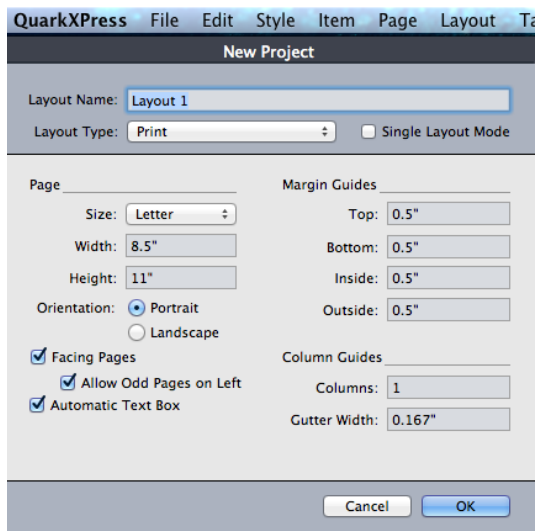 QuarkXPress File Edit Style Item Page Layout
New Project
Layout Name: Layout 1
Layout Type: Print Single Layout Mode
Page
Size: Letter
Width: 8.5"
Height: 11"
Orientation: Portrait
Landscape
Facing Pages
Allow Odd Pages on Left
Automatic Text Box
Margin Guides
Top: 0.5"
Bottom: 0.5"
Inside: 0.5"
Outside: 0.5"
Column Guides
Columns: 1
Gutter Width: 0.167"
Cancel OK